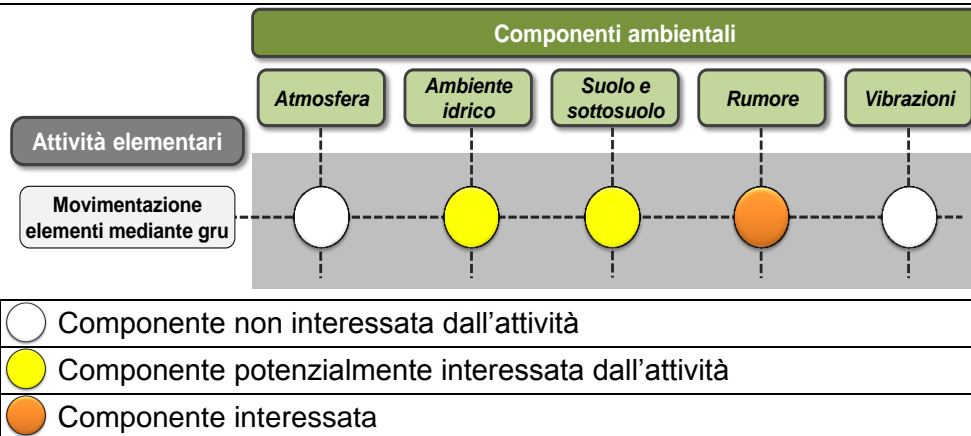 Componenti ambientali
Atmosfera
Ambiente
idrico
Suolo e
sottosuolo
Rumore
Vibrazioni
Attività elementari
Movimentazione
elementi mediante gru
Componente non interessata dall’attività
Componente potenzialmente interessata dall’attività
Componente interessata